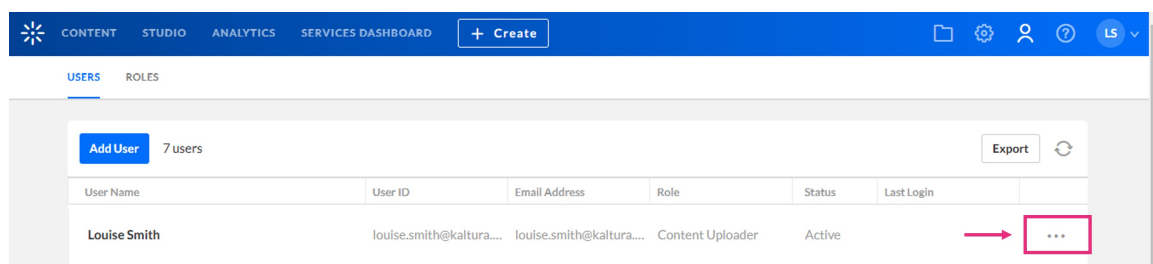 CONTENT STUDIO ANALYTICS SERVICES DASHBOARD + Create LS
USERS ROLES
Add User 7 users Export
User Name User ID Email Address Role Status Last Login
Louise Smith louise.smith@kaltura.... louise.smith@kaltura.... Content Uploader Active